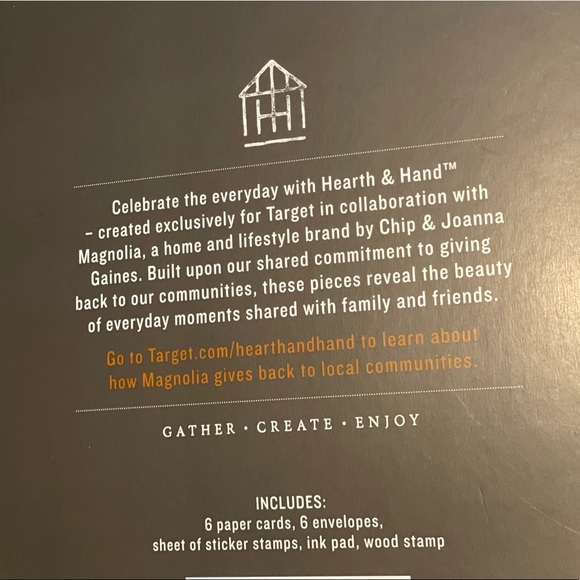 Celebrate the everyday with Hearth & Hand™
– created exclusively for Target in collaboration with
Magnolia, a home and lifestyle brand by Chip & Joanna
Gaines. Built upon our shared commitment to giving
back to our communities, these pieces reveal the beauty
of everyday moments shared with family and friends.
Go to Target.com/hearthandhand to learn about
how Magnolia gives back to local communities.
GATHER • CREATE • ENJOY
INCLUDES:
6 paper cards, 6 envelopes,
sheet of sticker stamps, ink pad, wood stamp